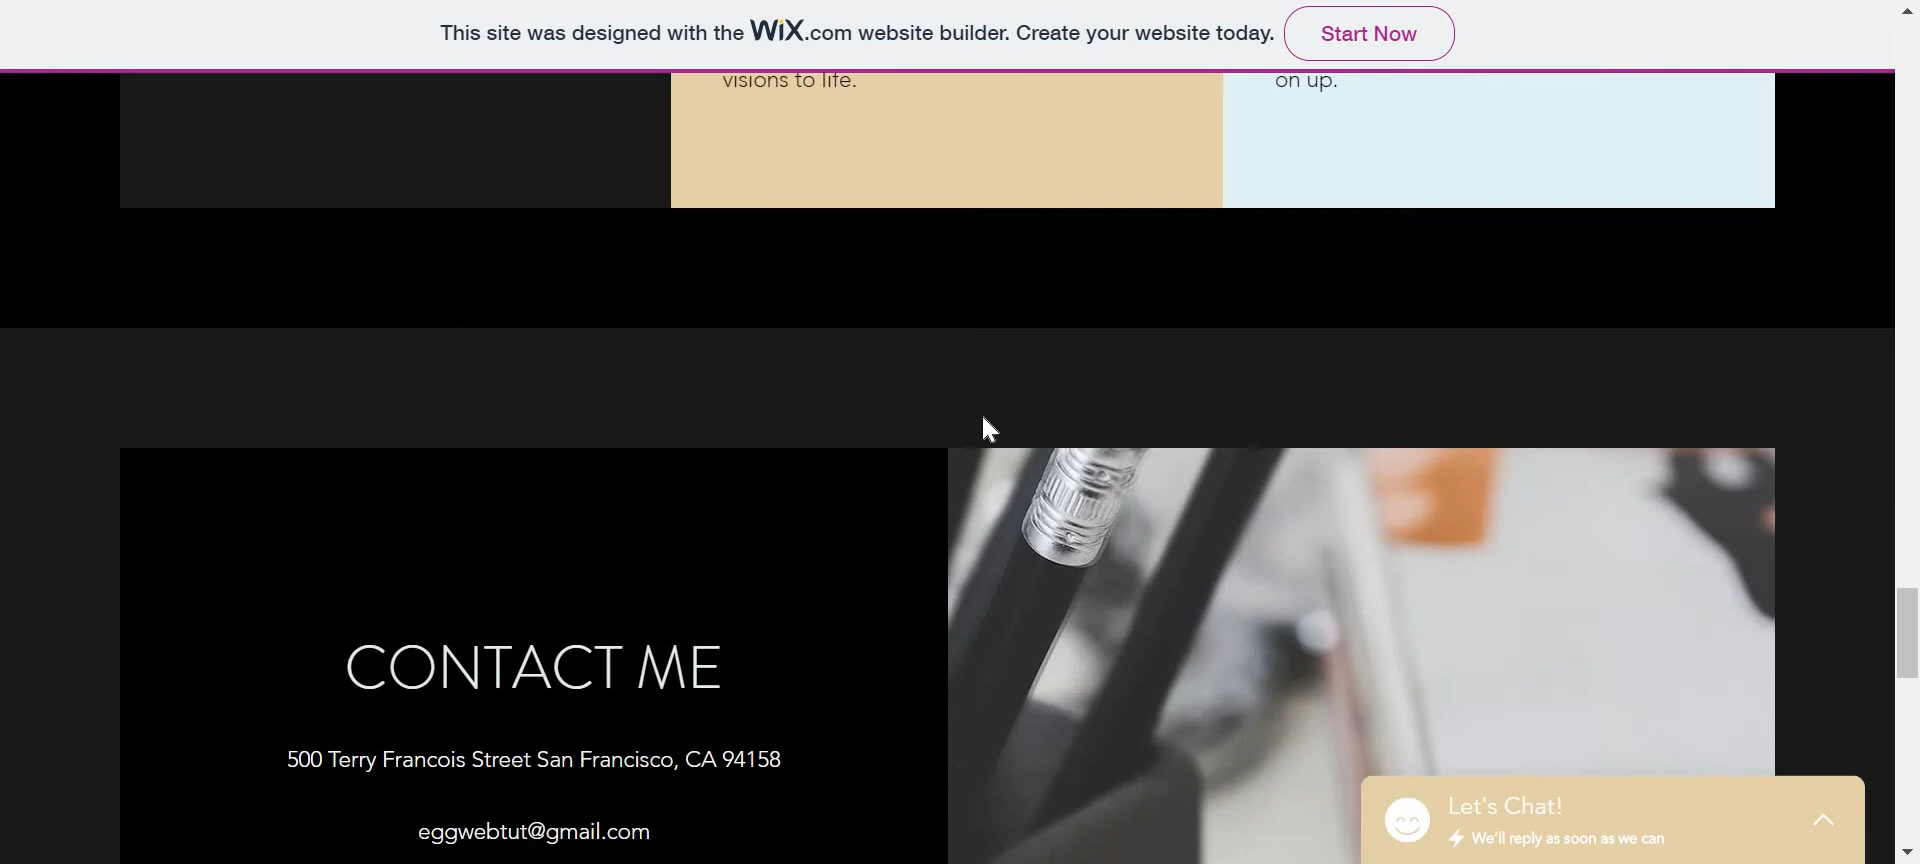 This site was designed with the WiX.com website builder. Create your website today. Start Now
visions to life.
on up.
CONTACT ME
500 Terry Francois Street San Francisco, CA 94158
eggwebtut@gmail.com
Let's Chat!
We'll reply as soon as we can